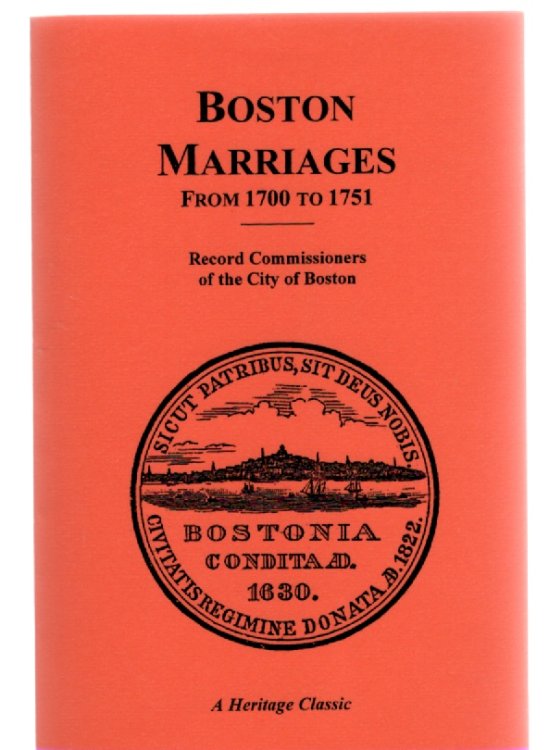 BOSTON
MARRIAGES
FROM 1700 TO 1751
Record Commissioners
of the City of Boston
SICUT PATRIBUS, SIT DEUS NOBIS.
BOSTONIA
CONDITA AD.
1630.
CIVITATIS REGIMINE DONATA AD. 1822.
A Heritage Classic